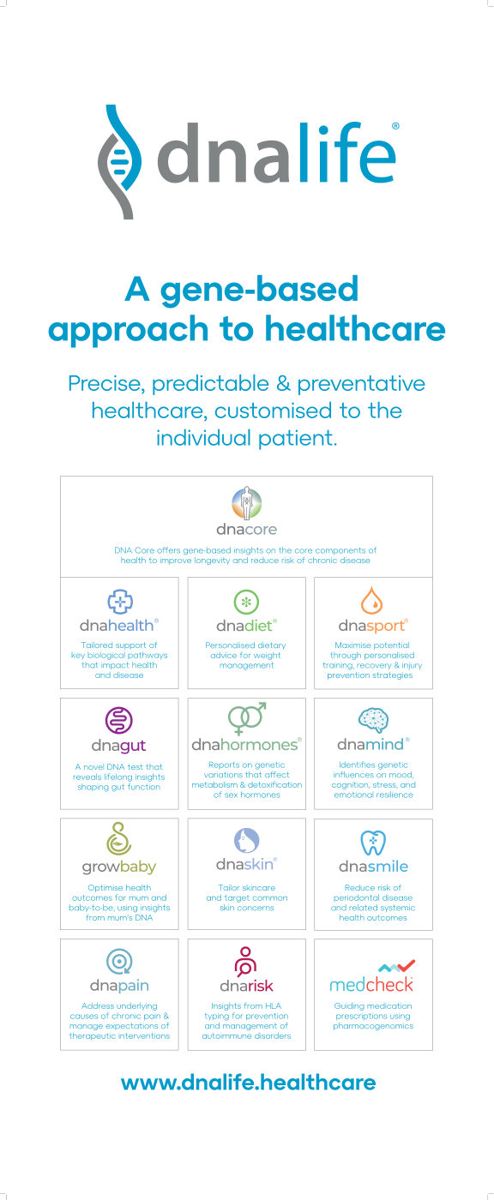 dnalife®
A gene-based
approach to healthcare
Precise, predictable & preventative
healthcare, customised to the
individual patient.
dnacore
DNA Core offers gene-based insights on the core components of
health to improve longevity and reduce risk of chronic disease
dnahealth®
Tailored support of
key biological pathways
that impact health
and disease
dnadiet®
Personalised dietary
advice for weight
management
dnasport®
Maximise potential
through personalised
training, recovery & injury
prevention strategies
dnagut
A novel DNA test that
reveals lifelong insights
shaping gut function
dnahormones®
Reports on genetic
variations that affect
metabolism & detoxification
of sex hormones
dnamind®
Identifies genetic
influences on mood,
cognition, stress, and
emotional resilience
growbaby
Optimise health
outcomes for mum and
baby-to-be, using insights
from mum's DNA
dnaskin®
Tailor skincare
and target common
skin concerns
dnasmile
Reduce risk of
periodontal disease
and related systemic
health outcomes
dnapain
Address underlying
causes of chronic pain &
manage expectations of
therapeutic interventions
dnarisk
Insights from HLA
typing for prevention
and management of
autoimmune disorders
medcheck
Guiding medication
prescriptions using
pharmacogenomics
www.dnalife.healthcare